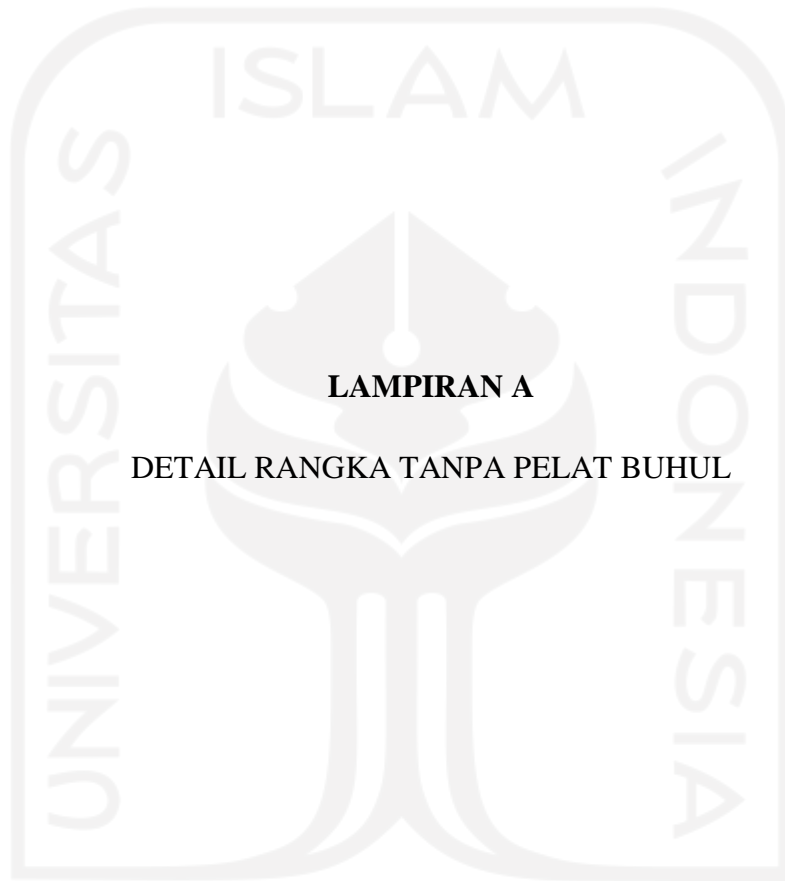 ISLAM
UNIVERSITAS
INDONESIA
LAMPIRAN A
DETAIL RANGKA TANPA PELAT BUHUL